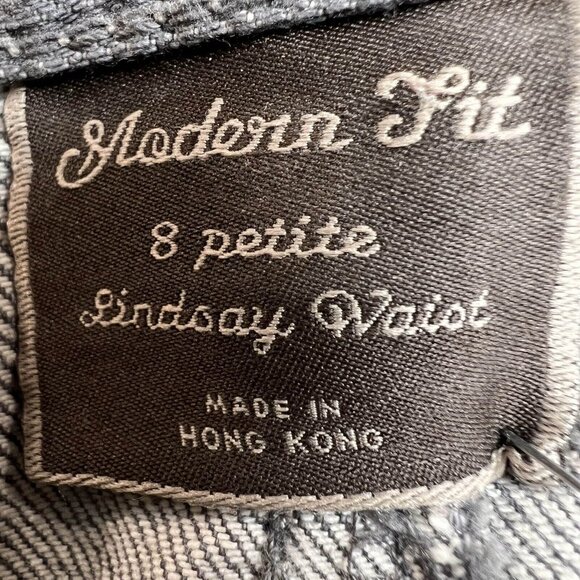 Modern Fit
8 petite
Lindsay Waist
MADE IN
HONG KONG